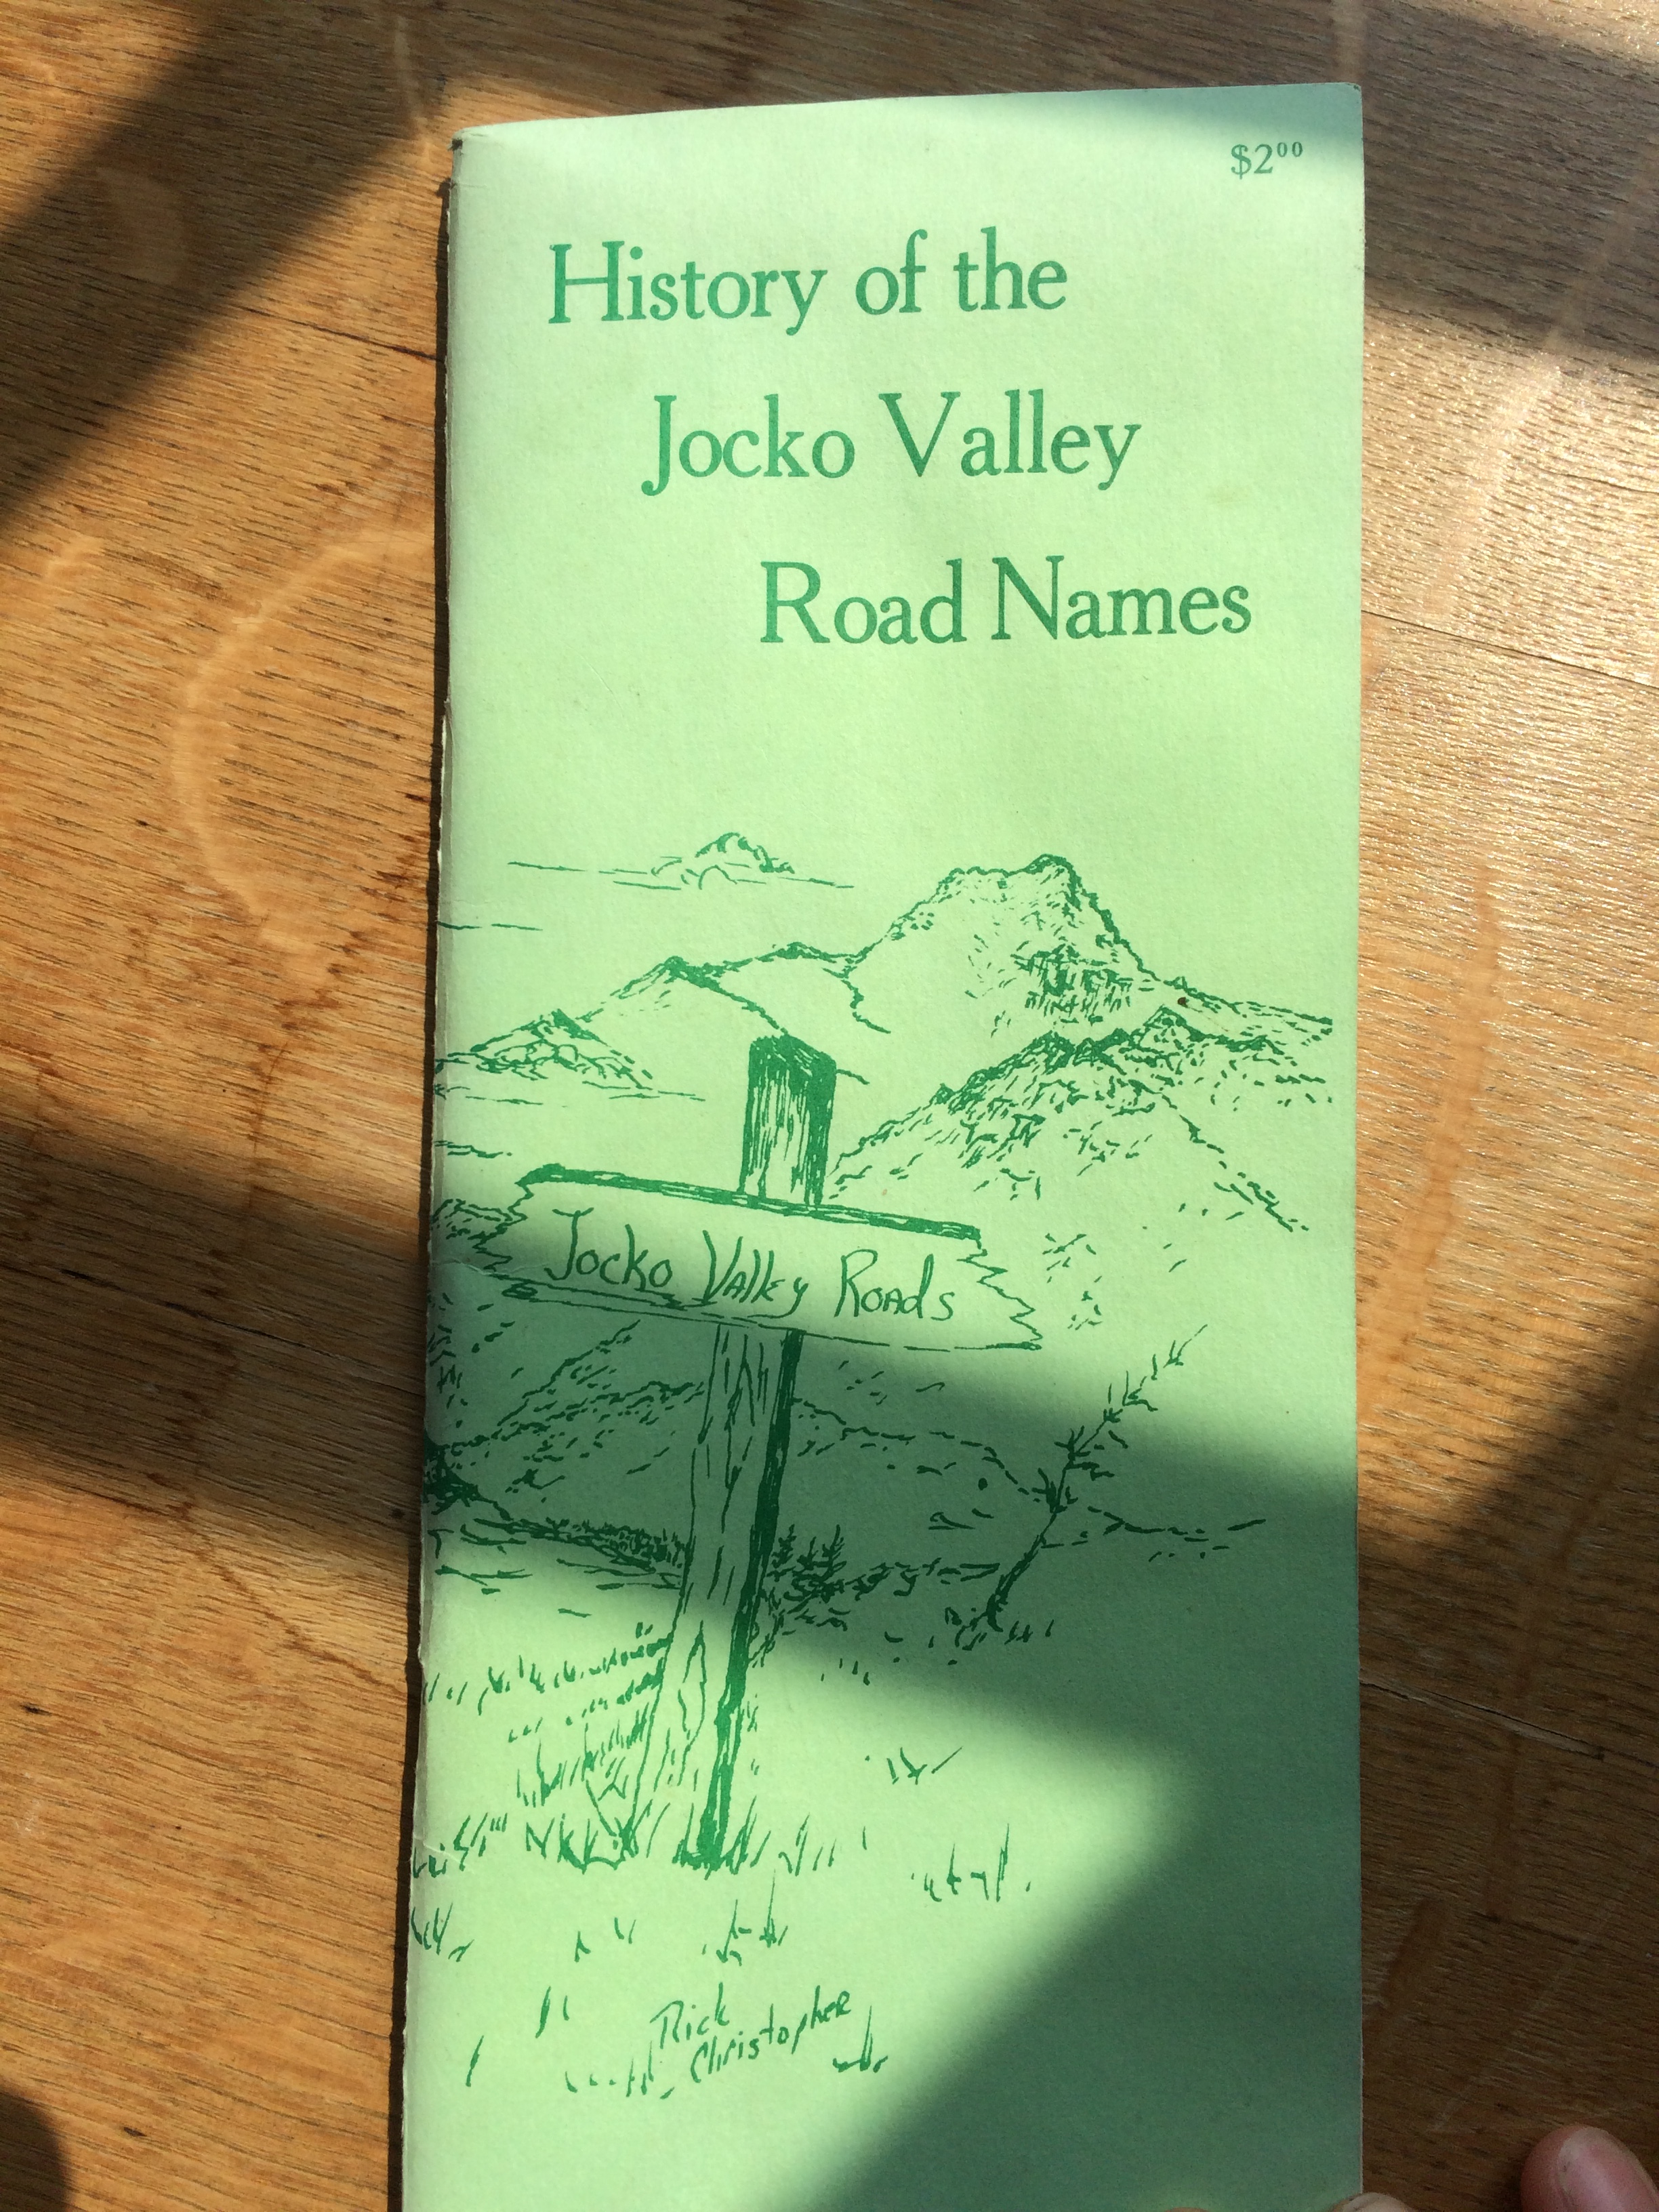 $2⁰⁰
History of the
Jocko Valley
Road Names
Jocko Valley Roads
Rick
Christopher